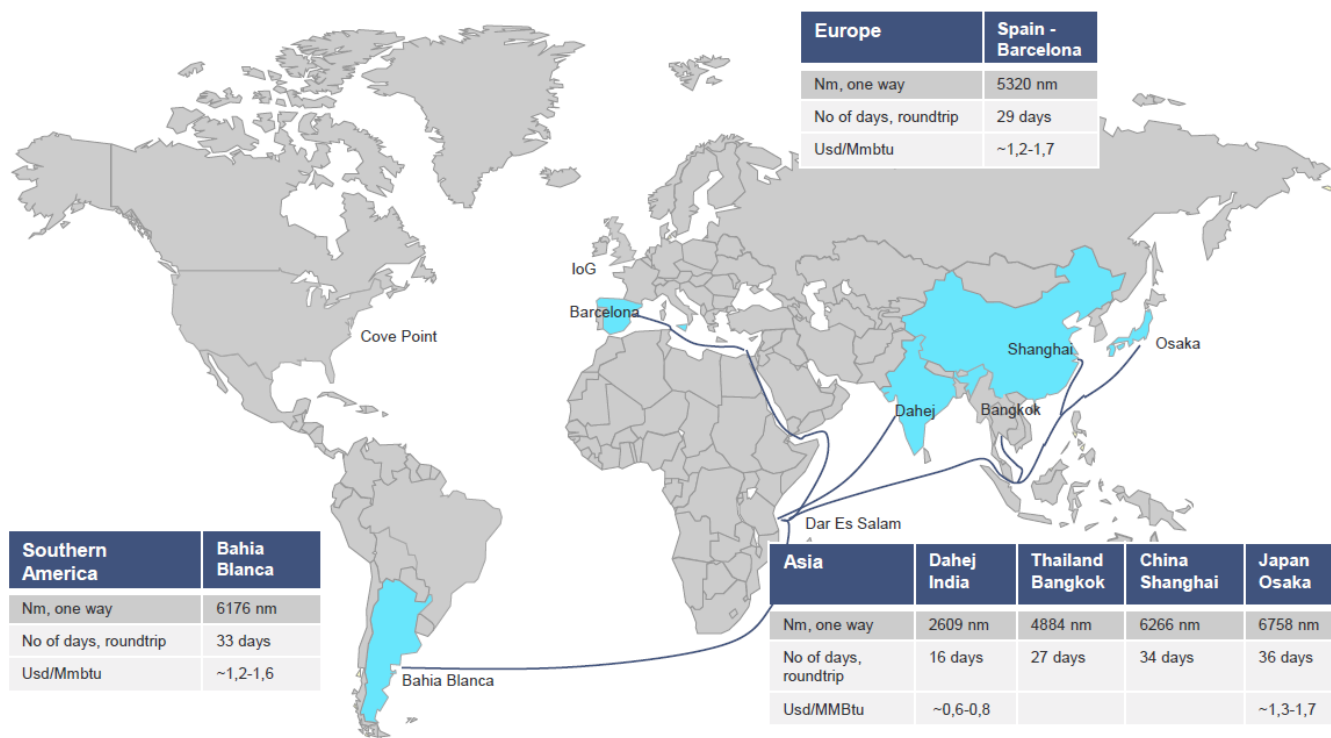 Europe
Spain -
Barcelona
Nm, one way
5320 nm
No of days, roundtrip
29 days
Usd/Mmbtu
~1,2-1,7
IoG
Barcelona
Cove Point
Shanghai
Osaka
Dahej
Bangkok
Dar Es Salam
Bahia Blanca
Southern
America
Bahia
Blanca
Nm, one way
6176 nm
No of days, roundtrip
33 days
Usd/Mmbtu
~1,2-1,6
Asia
Dahej
India
Thailand
Bangkok
China
Shanghai
Japan
Osaka
Nm, one way
2609 nm
4884 nm
6266 nm
6758 nm
No of days,
roundtrip
16 days
27 days
34 days
36 days
Usd/MMBtu
~0,6-0,8
~1,3-1,7